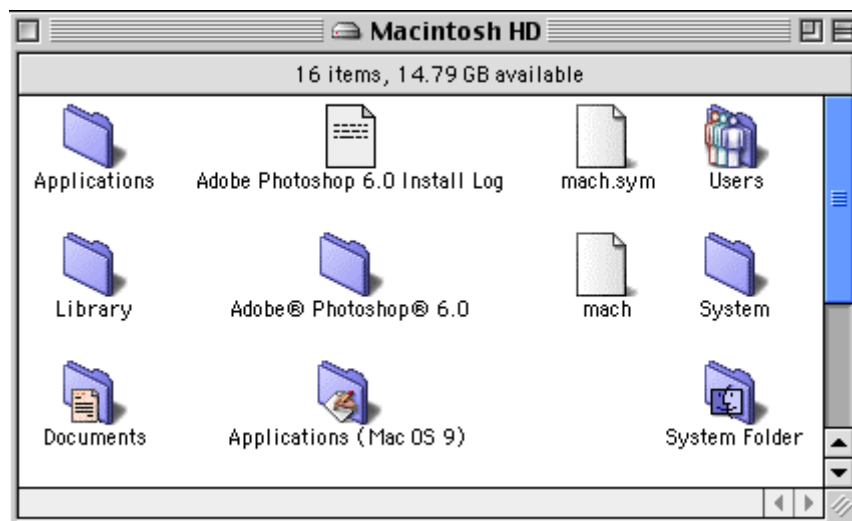 Macintosh HD
16 items, 14.79 GB available
Applications
Adobe Photoshop 6.0 Install Log
mach.sym
Users
Library
Adobe® Photoshop® 6.0
mach
System
Documents
Applications (Mac OS 9)
System Folder